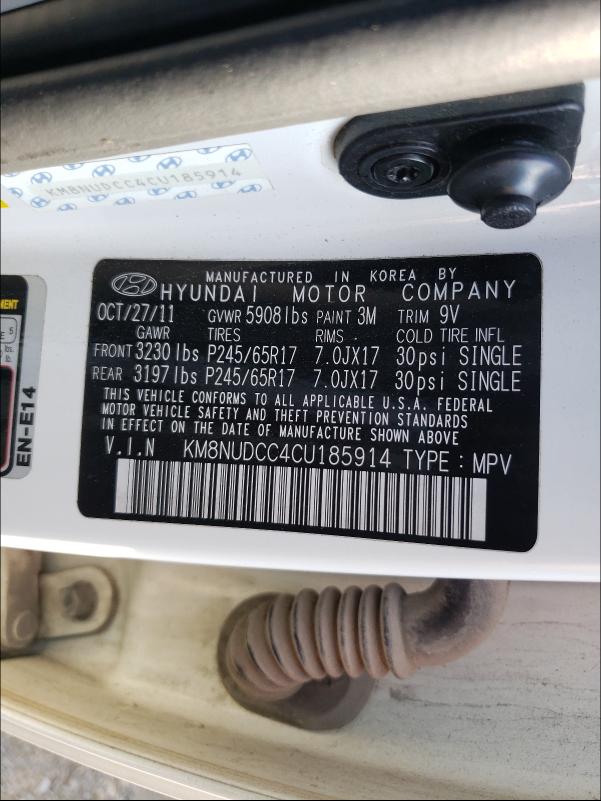 KM8NUDCC4CU185914
MANUFACTURED IN KOREA BY
HYUNDAI MOTOR COMPANY
OCT/27/11 GVWR 5908lbs PAINT 3M TRIM 9V
GAWR TIRES RIMS COLD TIRE INFL
FRONT 3230lbs P245/65R17 7.0JX17 30psi SINGLE
REAR 3197lbs P245/65R17 7.0JX17 30psi SINGLE
THIS VEHICLE CONFORMS TO ALL APPLICABLE U.S.A. FEDERAL
MOTOR VEHICLE SAFETY AND THEFT PREVENTION STANDARDS
IN EFFECT ON THE DATE OF MANUFACTURE SHOWN ABOVE
V.I.N KM8NUDCC4CU185914 TYPE : MPV
EN-E14
5
lbs.